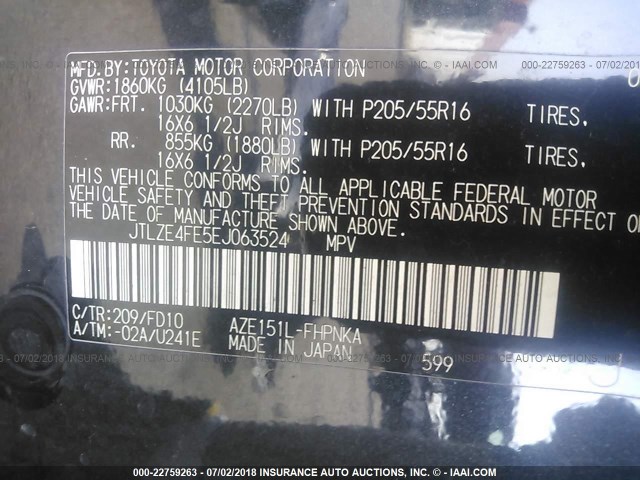 MFD.BY:TOYOTA MOTOR CORPORATION
GVWR:1860KG (4105LB)
GAWR:FRT. 1030KG (2270LB) WITH P205/55R16 TIRES,
16X6 1/2J RIMS.
RR. 855KG (1880LB) WITH P205/55R16 TIRES,
16X6 1/2J RIMS.
THIS VEHICLE CONFORMS TO ALL APPLICABLE FEDERAL MOTOR
VEHICLE SAFETY AND THEFT PREVENTION STANDARDS IN EFFECT
THE DATE OF MANUFACTURE SHOWN ABOVE.
JTLZE4FE5EJ063524 MPV
C/TR:209/FD10 AZE151L-FHPNKA
A/TM:-02A/U241E MADE IN JAPAN 599
000-22759263 - 07/02/2018 INSURANCE AUTO AUCTIONS, INC. - © IAAI.COM